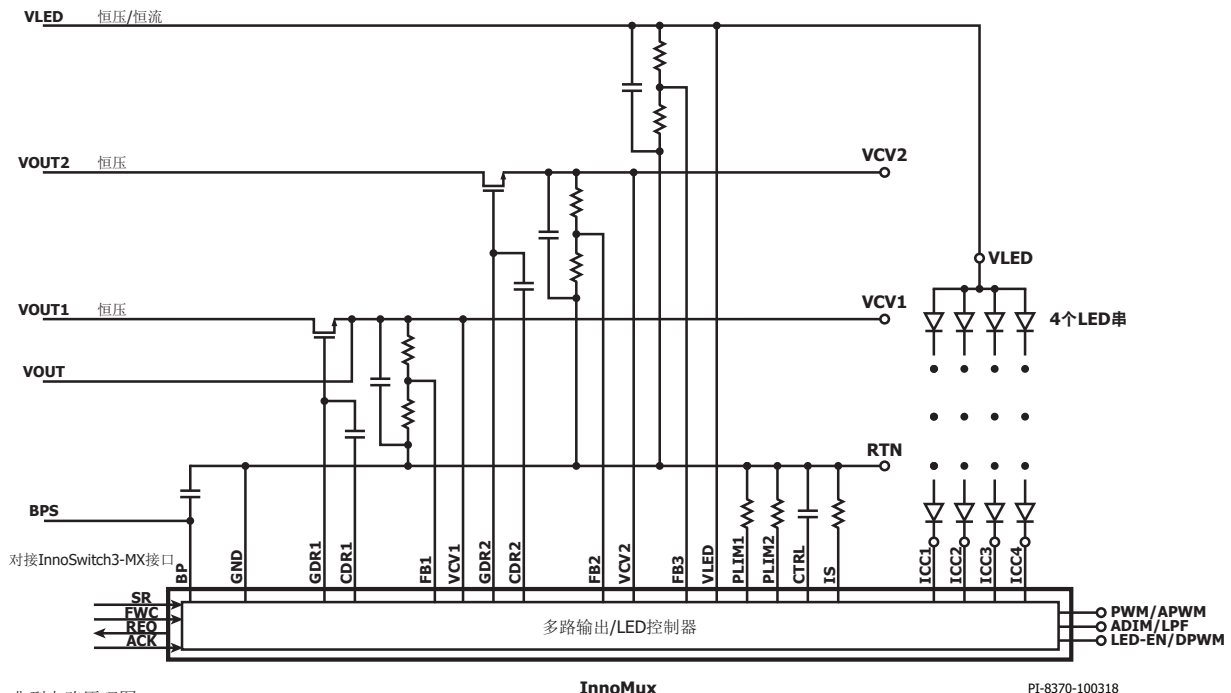 VLED 恒压/恒流
VOUT2 恒压
VCV2
VLED
VOUT1 恒压
VCV1
4个LED串
VOUT
RTN
BPS
对接InnoSwitch3-MX接口
BP
GND
GDR1
CDR1
FB1
VCV1
GDR2
CDR2
FB2
VCV2
FB3
VLED
PLIM1
PLIM2
CTRL
IS
ICC1
ICC2
ICC3
ICC4
SR
FWC
REQ
ACK
多路输出/LED控制器
PWM/APWM
ADIM/LPF
LED-EN/DPWM
InnoMux
PI-8370-100318